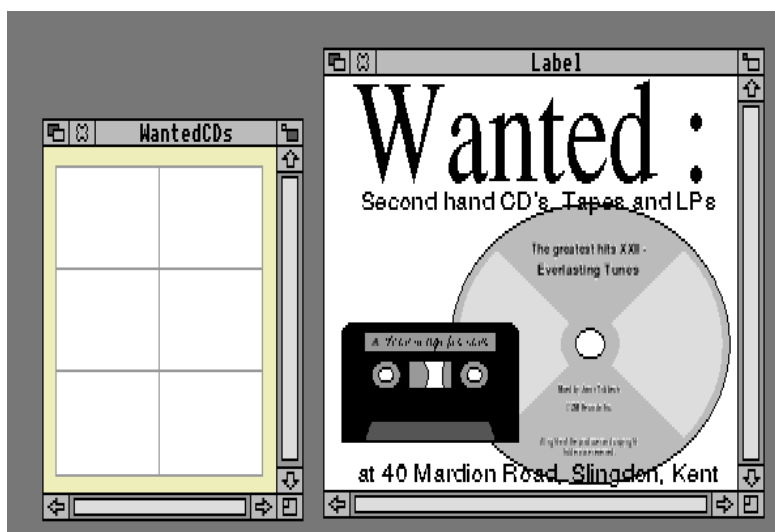 WantedCDs
Label
Wanted :
Second hand CD's, Tapes and LPs
The greatest hits XXII -
Everlasting Tunes
at 40 Mardion Road, Slingdon, Kent